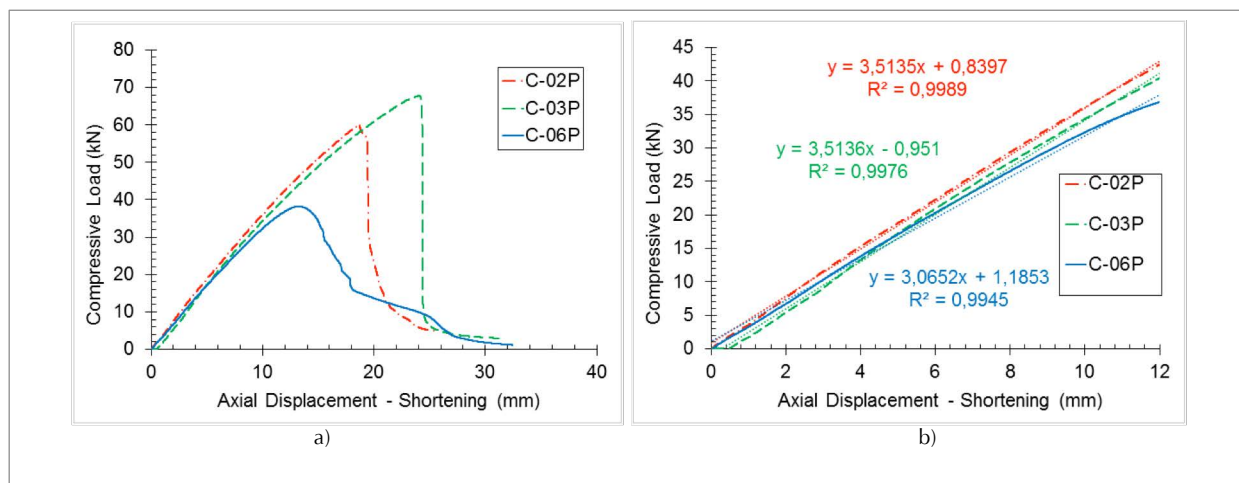 80
70
60
50
40
30
20
10
0
0
10
20
30
40
Compressive Load (kN)
Axial Displacement - Shortening (mm)
C-02P
C-03P
C-06P
a)
45
40
35
30
25
20
15
10
5
0
0
2
4
6
8
10
12
Compressive Load (kN)
Axial Displacement - Shortening (mm)
y = 3,5135x + 0,8397
R² = 0,9989
y = 3,5136x - 0,951
R² = 0,9976
y = 3,0652x + 1,1853
R² = 0,9945
C-02P
C-03P
C-06P
b)